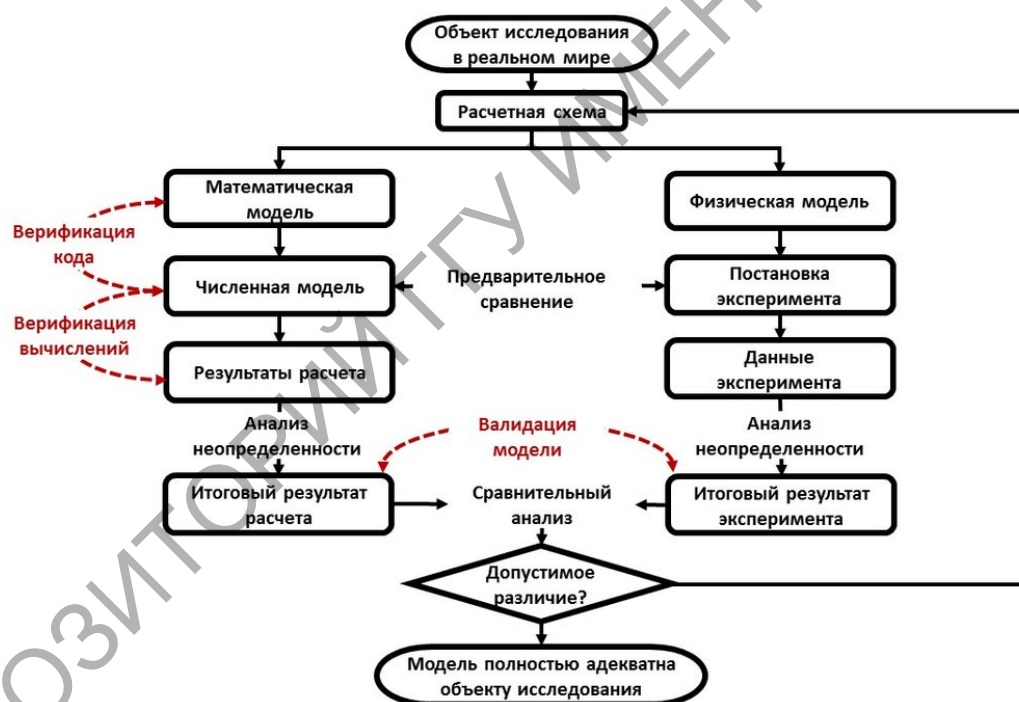 Объект исследования
в реальном мире
Расчетная схема
Математическая
модель
Физическая модель
Верификация
кода
Численная модель
Предварительное
сравнение
Постановка
эксперимента
Верификация
вычислений
Результаты расчета
Данные
эксперимента
Анализ
неопределенности
Валидация
модели
Анализ
неопределенности
Итоговый результат
расчета
Сравнительный
анализ
Итоговый результат
эксперимента
Допустимое
различие?
Модель полностью адекватна
объекту исследования
ГГУ